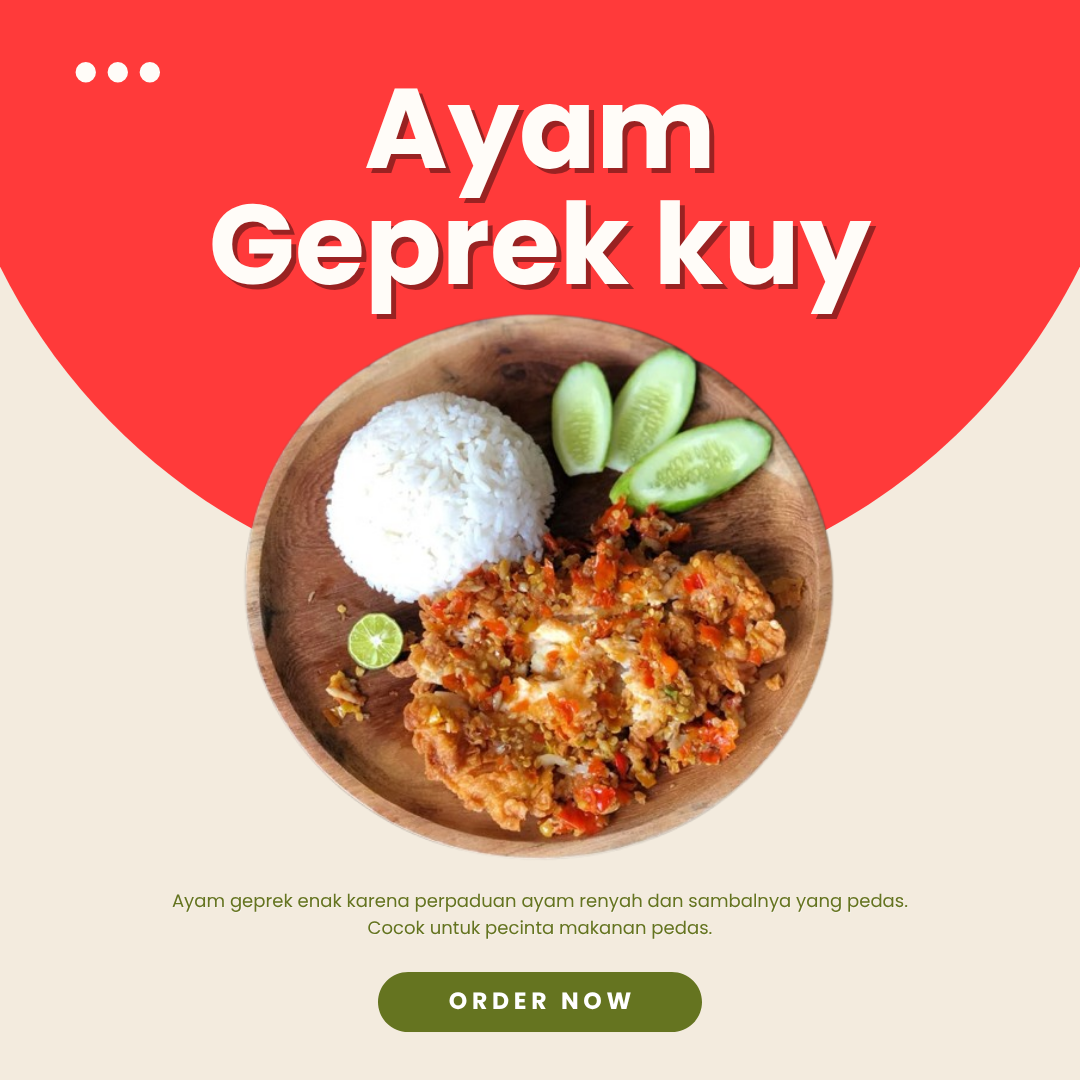 Ayam
Geprek kuy
Ayam geprek enak karena perpaduan ayam renyah dan sambalnya yang pedas.
Cocok untuk pecinta makanan pedas.
ORDER NOW